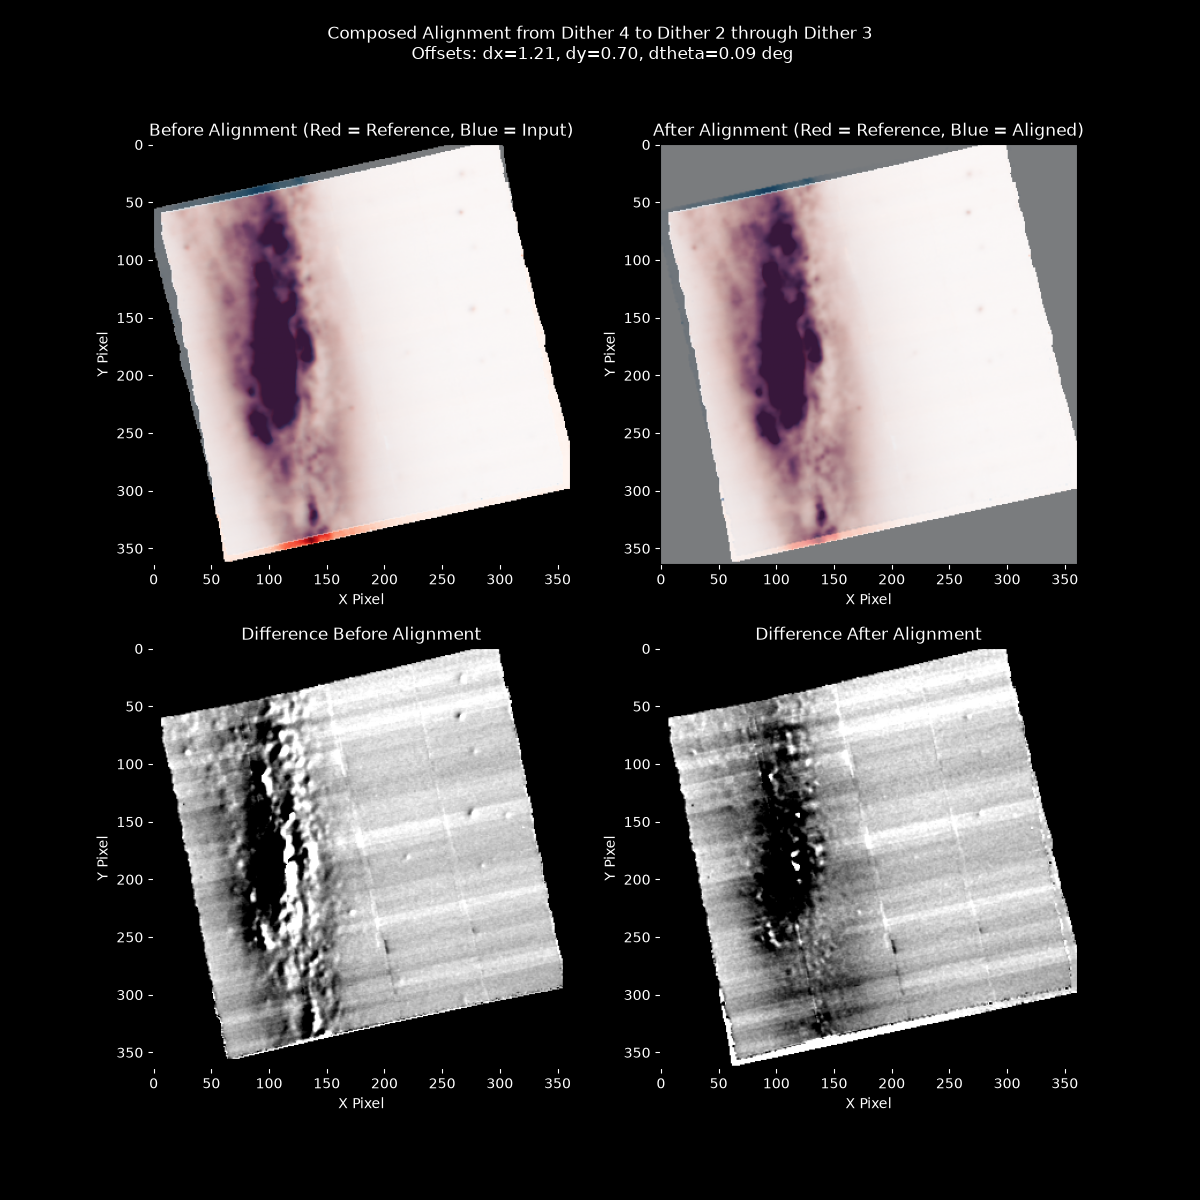 Composed Alignment from Dither 4 to Dither 2 through Dither 3
Offsets: dx=1.21, dy=0.70, dtheta=0.09 deg
Before Alignment (Red = Reference, Blue = Input)
0
50
100
150
200
250
300
350
Y Pixel
0 50 100 150 200 250 300 350
X Pixel
After Alignment (Red = Reference, Blue = Aligned)
0
50
100
150
200
250
300
350
Y Pixel
0 50 100 150 200 250 300 350
X Pixel
Difference Before Alignment
0
50
100
150
200
250
300
350
Y Pixel
0 50 100 150 200 250 300 350
X Pixel
Difference After Alignment
0
50
100
150
200
250
300
350
Y Pixel
0 50 100 150 200 250 300 350
X Pixel